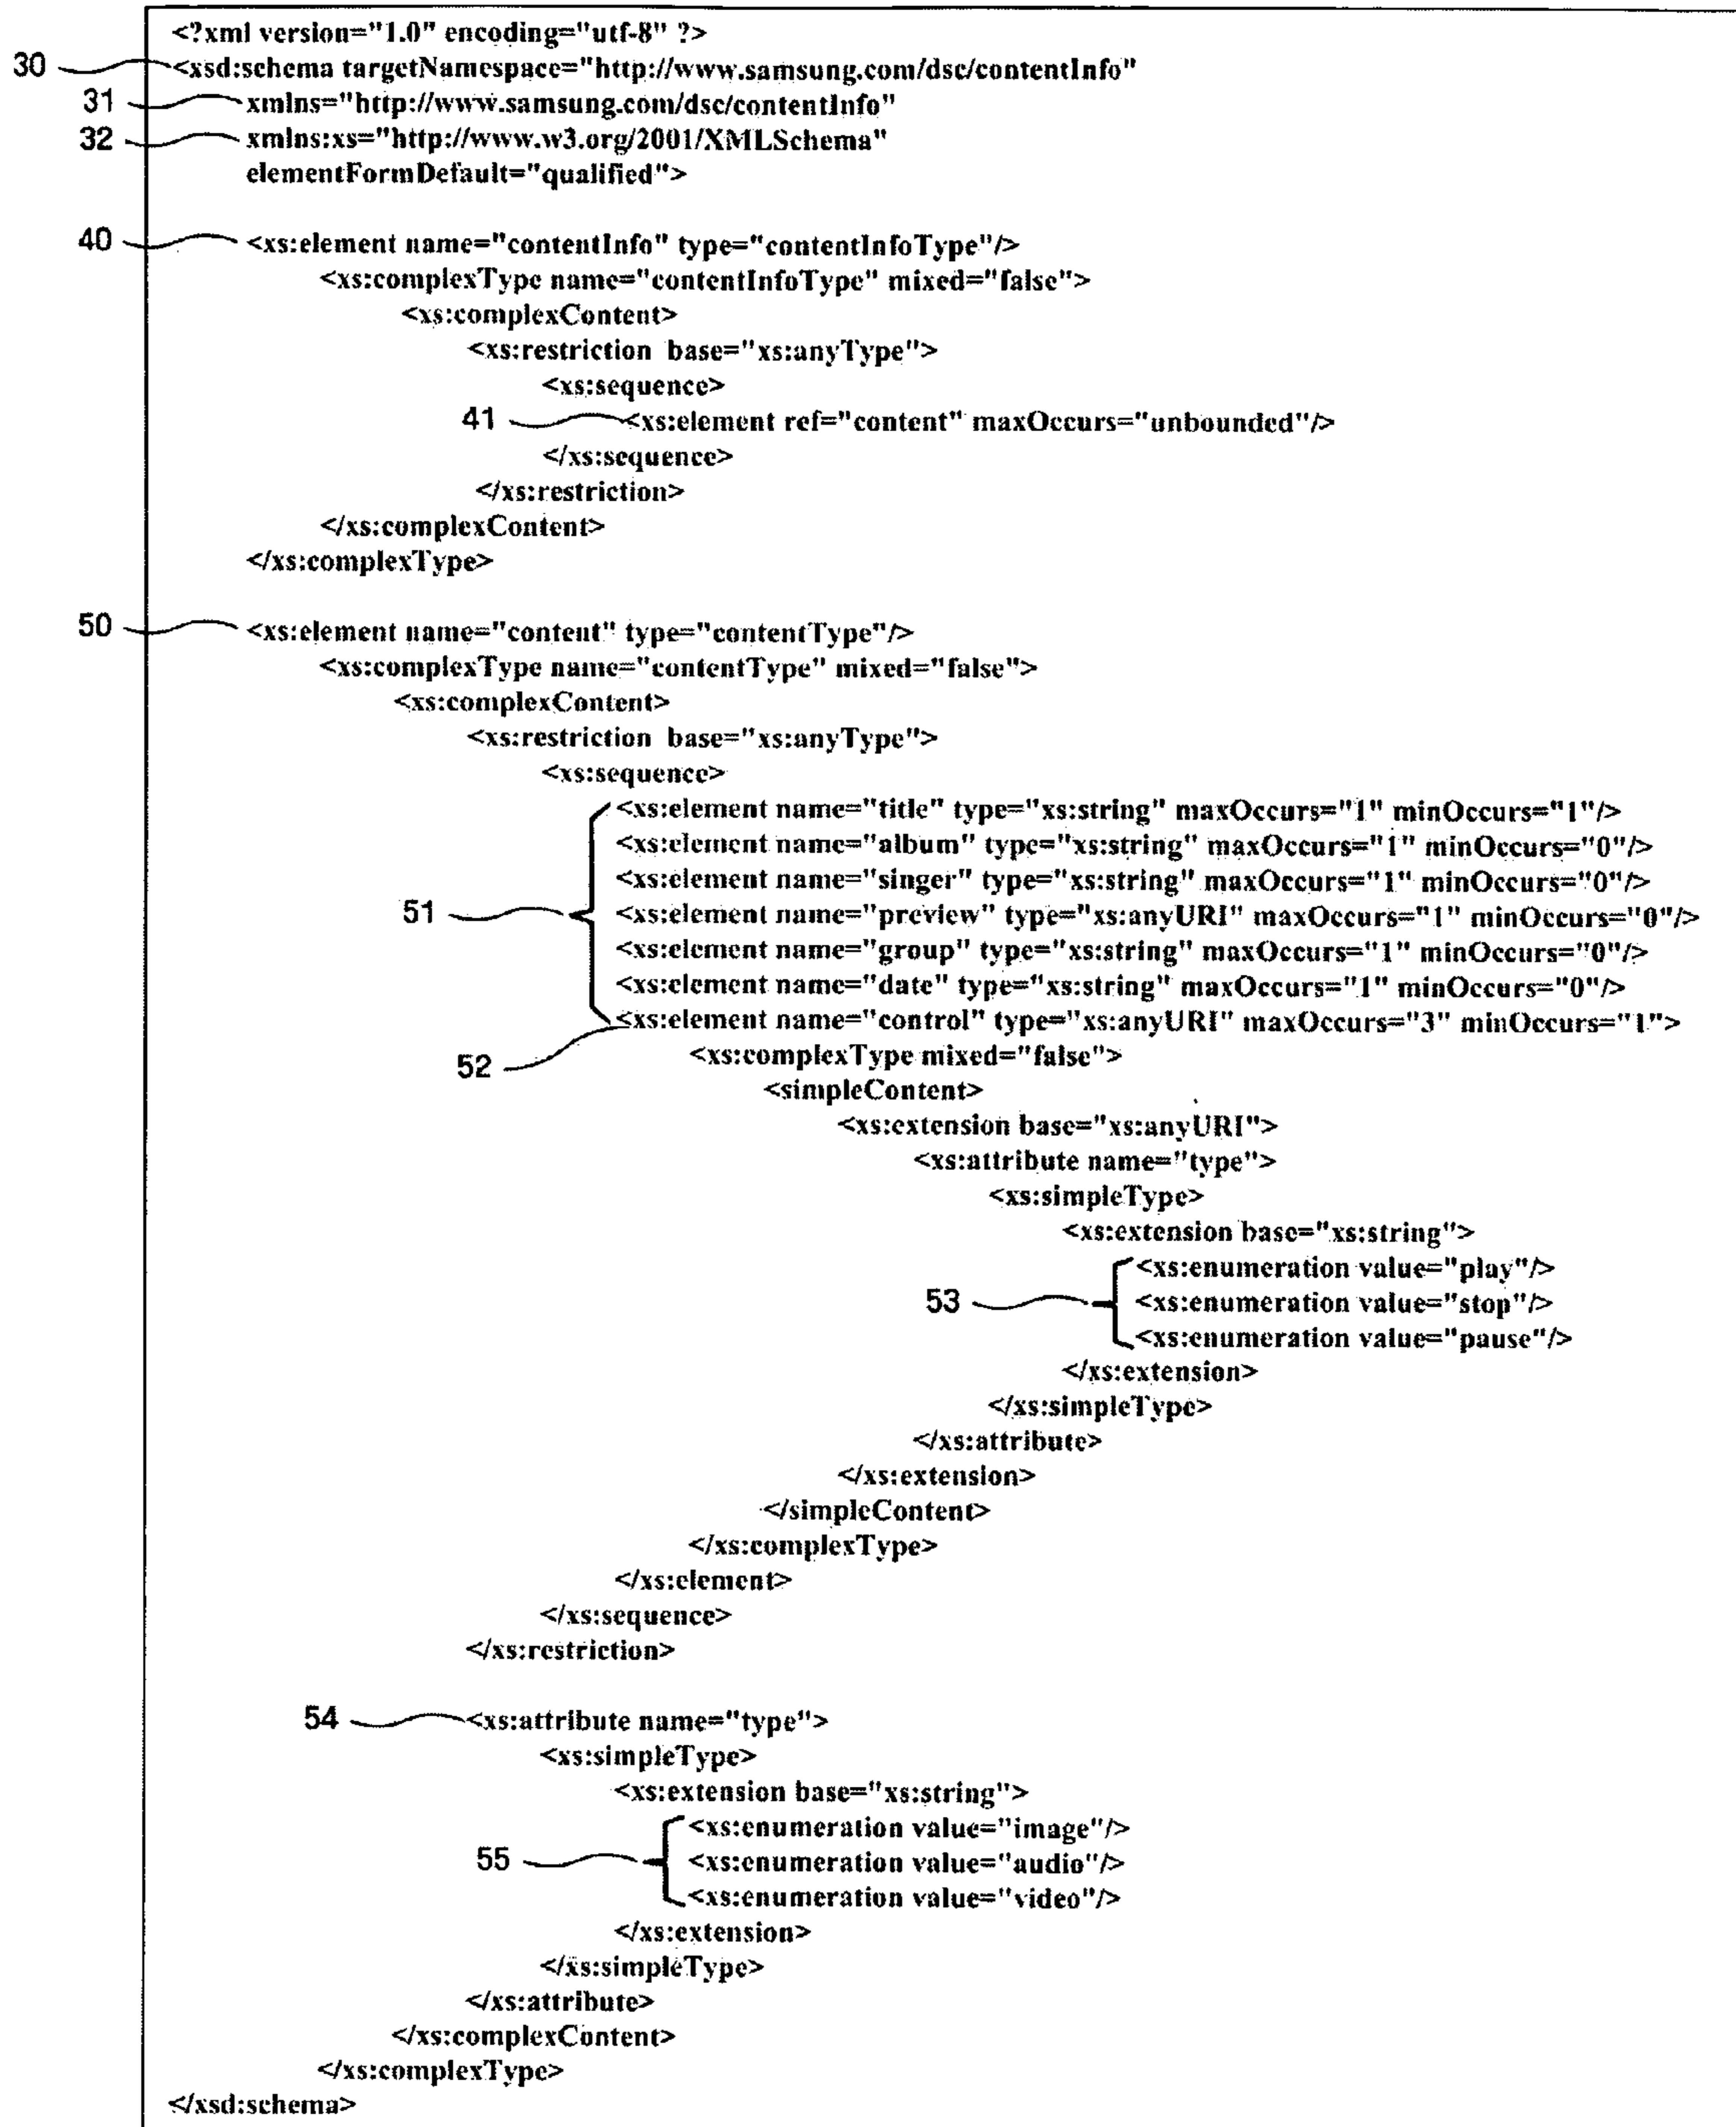 <?xml version="1.0" encoding="utf-8" ?>
30 <xsd:schema targetNamespace="http://www.samsung.com/dsc/contentInfo"
31 xmlns="http://www.samsung.com/dsc/contentInfo"
32 xmlns:xs="http://www.w3.org/2001/XMLSchema"
elementFormDefault="qualified">
40 <xs:element name="contentInfo" type="contentInfoType"/>
<xs:complexType name="contentInfoType" mixed="false">
<xs:complexContent>
<xs:restriction base="xs:anyType">
<xs:sequence>
41 <xs:element ref="content" maxOccurs="unbounded"/>
</xs:sequence>
</xs:restriction>
</xs:complexContent>
</xs:complexType>
50 <xs:element name="content" type="contentType"/>
<xs:complexType name="contentType" mixed="false">
<xs:complexContent>
<xs:restriction base="xs:anyType">
<xs:sequence>
<xs:element name="title" type="xs:string" maxOccurs="1" minOccurs="1"/>
<xs:element name="album" type="xs:string" maxOccurs="1" minOccurs="0"/>
<xs:element name="singer" type="xs:string" maxOccurs="1" minOccurs="0"/>
51 <xs:element name="preview" type="xs:anyURI" maxOccurs="1" minOccurs="0"/>
<xs:element name="group" type="xs:string" maxOccurs="1" minOccurs="0"/>
<xs:element name="date" type="xs:string" maxOccurs="1" minOccurs="0"/>
<xs:element name="control" type="xs:anyURI" maxOccurs="3" minOccurs="1">
52 <xs:complexType mixed="false">
<simpleContent>
<xs:extension base="xs:anyURI">
<xs:attribute name="type">
<xs:simpleType>
<xs:extension base="xs:string">
<xs:enumeration value="play"/>
53 <xs:enumeration value="stop"/>
<xs:enumeration value="pause"/>
</xs:extension>
</xs:simpleType>
</xs:attribute>
</xs:extension>
</simpleContent>
</xs:complexType>
</xs:element>
</xs:sequence>
</xs:restriction>
54 <xs:attribute name="type">
<xs:simpleType>
<xs:extension base="xs:string">
<xs:enumeration value="image"/>
55 <xs:enumeration value="audio"/>
<xs:enumeration value="video"/>
</xs:extension>
</xs:simpleType>
</xs:attribute>
</xs:complexContent>
</xs:complexType>
</xsd:schema>